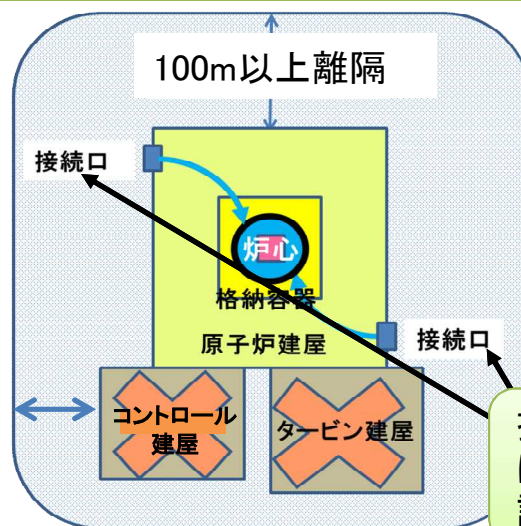 100m以上離隔
接続口
炉心
格納容器
原子炉建屋
接続口
コントロール
建屋
タービン建屋